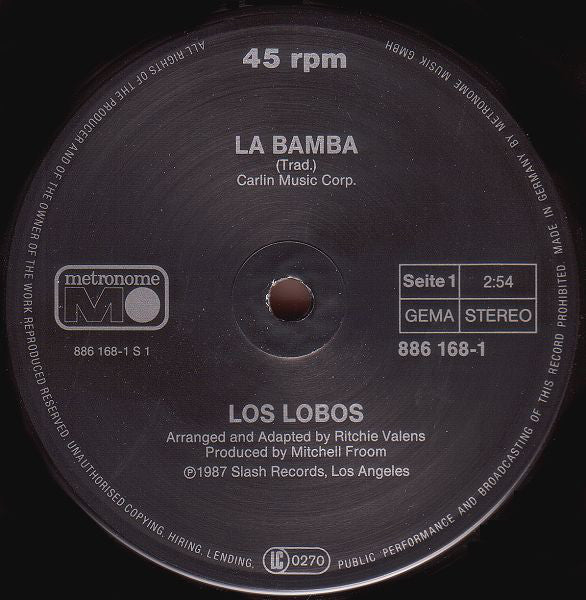 45 rpm
LA BAMBA
(Trad.)
Carlin Music Corp.
metronome
M
886 168-1 S 1
Seite 1 2:54
GEMA STEREO
886 168-1
LOS LOBOS
Arranged and Adapted by Ritchie Valens
Produced by Mitchell Froom
℗1987 Slash Records, Los Angeles
ALL RIGHTS OF THE PRODUCER AND OF THE OWNER OF THE WORK REPRODUCED RESERVED. UNAUTHORISED COPYING, HIRING, LENDING, LC 0270 PUBLIC PERFORMANCE AND BROADCASTING OF THIS RECORD PROHIBITED. MADE IN GERMANY BY METRONOME MUSIK GMBH